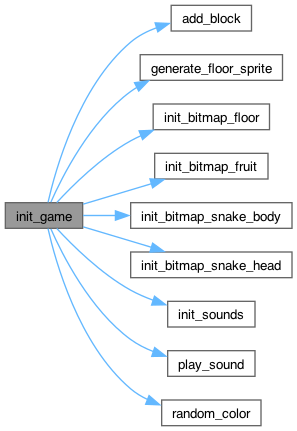 add_block
generate_floor_sprite
init_bitmap_floor
init_bitmap_fruit
init_game
init_bitmap_snake_body
init_bitmap_snake_head
init_sounds
play_sound
random_color